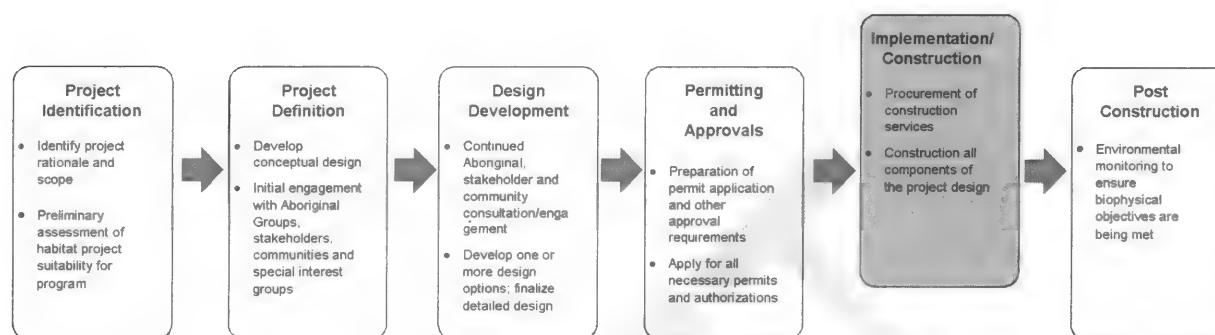 Project
Identification
• Identify project
rationale and
scope
• Preliminary
assessment of
habitat project
suitability for
program
Project
Definition
• Develop
conceptual design
• Initial engagement
with Aboriginal
Groups,
stakeholders,
communities and
special interest
groups
Design
Development
• Continued
Aboriginal,
stakeholder and
community
consultation/enga
gement
• Develop one or
more design
options; finalize
detailed design
Permitting
and
Approvals
• Preparation of
permit application
and other
approval
requirements
• Apply for all
necessary permits
and authorizations
Implementation/
Construction
• Procurement of
construction
services
• Construction all
components of
the project design
Post
Construction
• Environmental
monitoring to
ensure
biophysical
objectives are
being met